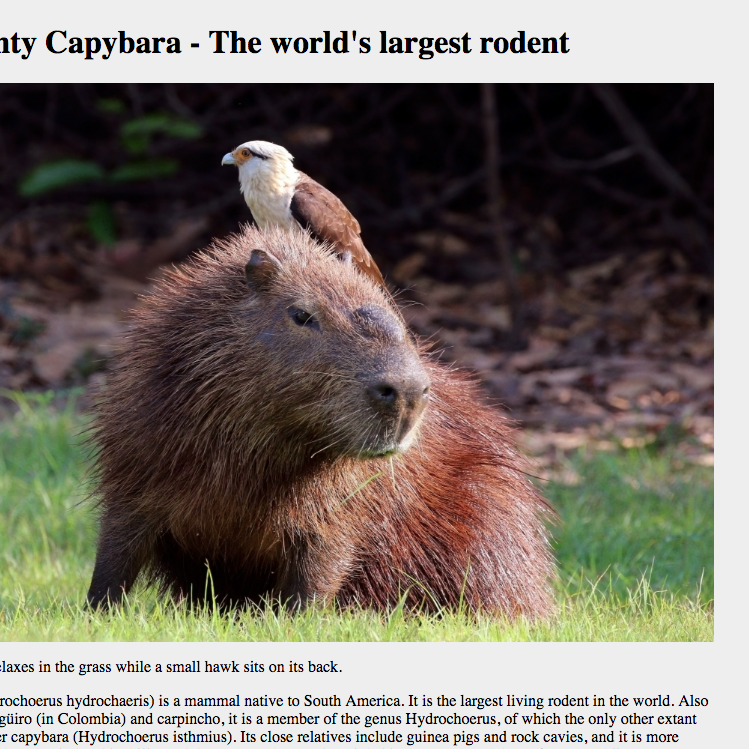 nty Capybara - The world's largest rodent
elaxes in the grass while a small hawk sits on its back.
rochoerus hydrochaeris) is a mammal native to South America. It is the largest living rodent in the world. Also
güiro (in Colombia) and carpincho, it is a member of the genus Hydrochoerus, of which the only other extant
er capybara (Hydrochoerus isthmius). Its close relatives include guinea pigs and rock cavies, and it is more